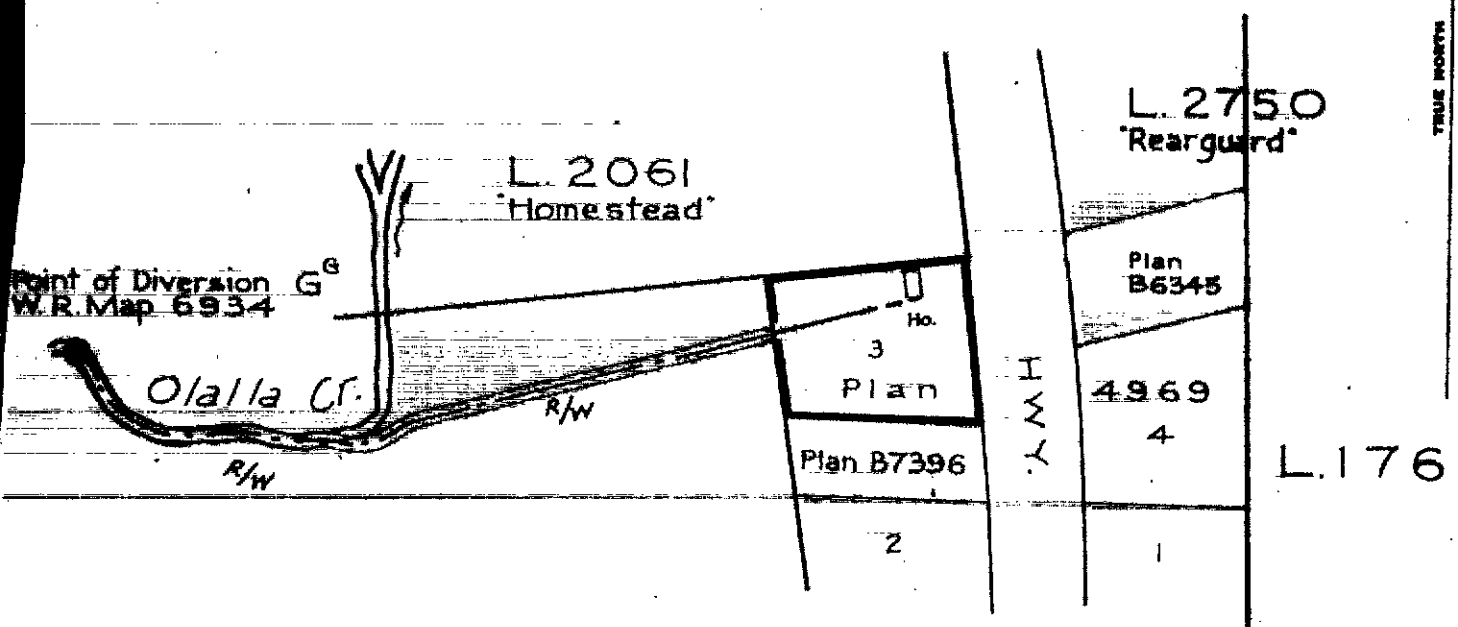 TRUE NORTH
L. 2750
"Rearguard"
L. 2061
"Homestead"
Point of Diversion G G
W.R. Map 6934
Plan
B6345
Ho.
3
Plan
HWY.
4969
4
Olalla Cr.
R/W
R/W
Plan B7396
L. 176
1
2
1